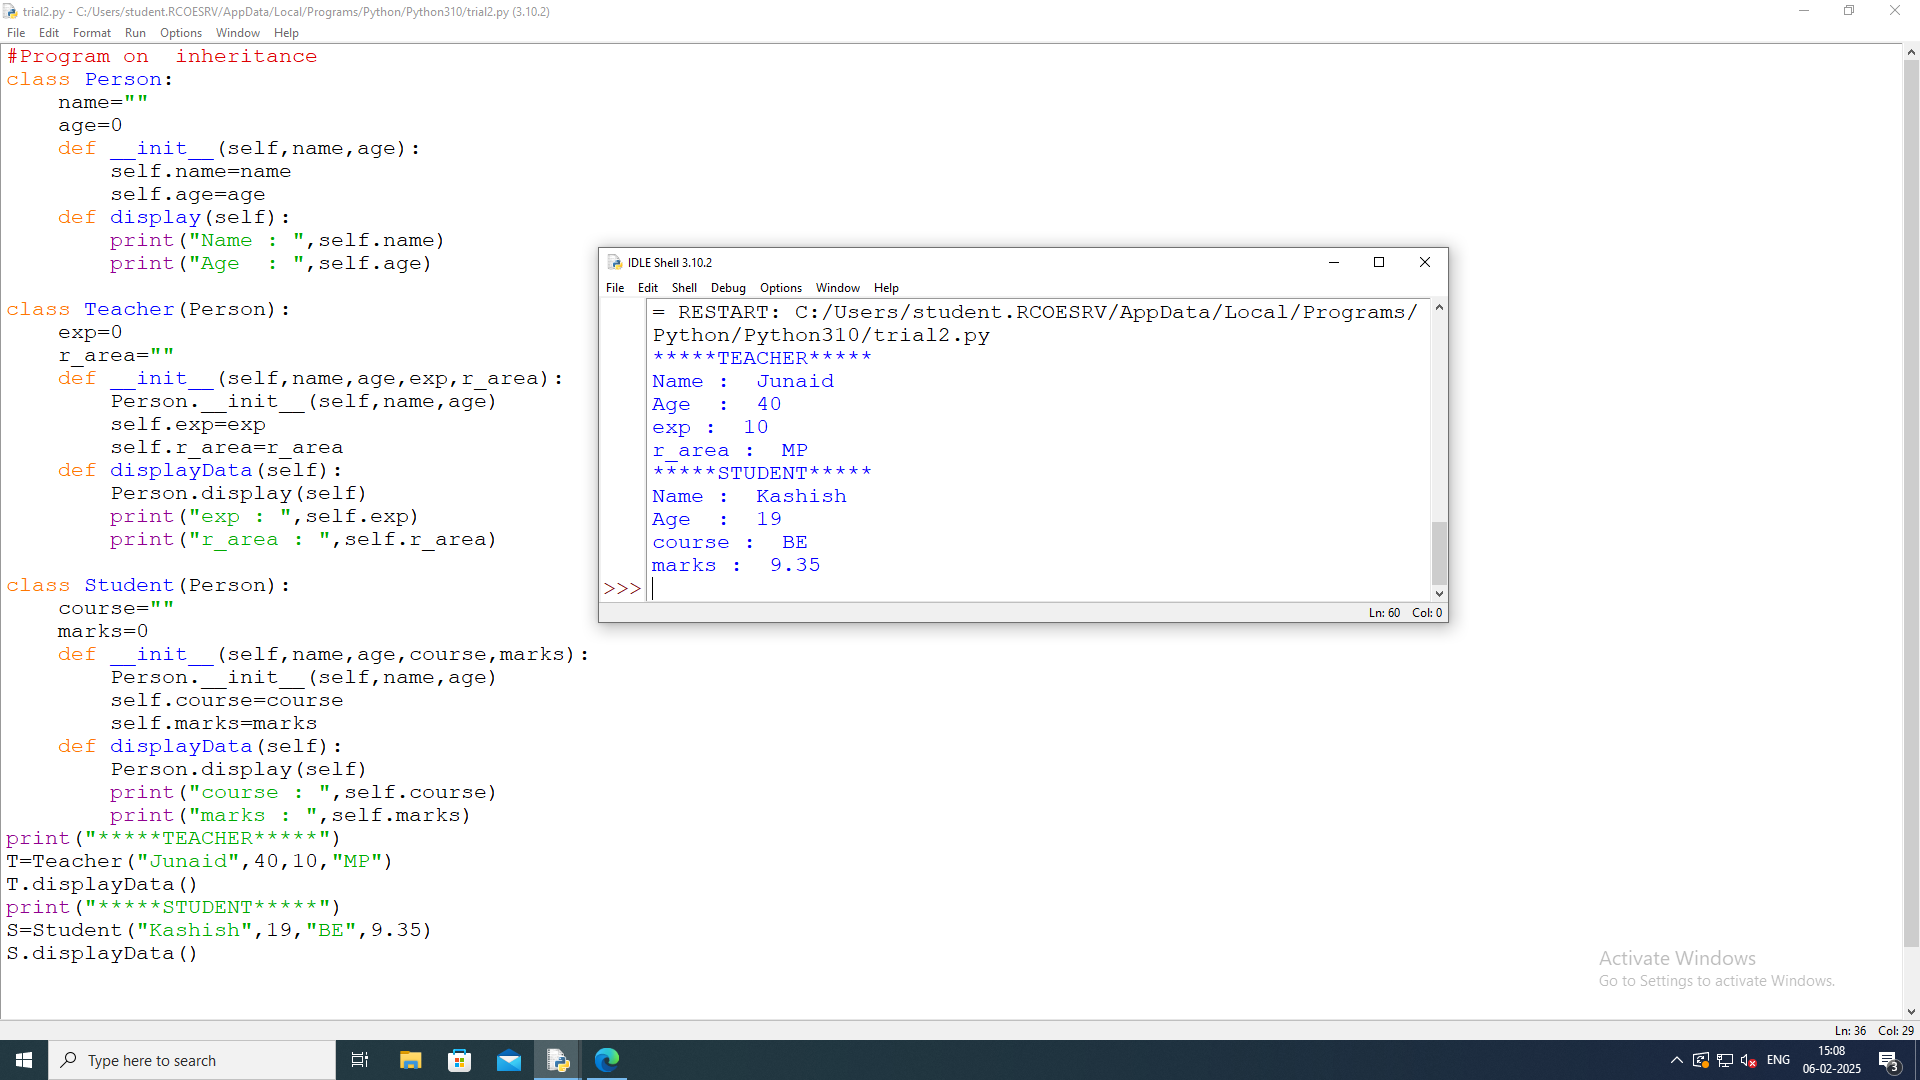 trial2.py - C:/Users/student.RCOESRV/AppData/Local/Programs/Python/Python310/trial2.py (3.10.2)
File Edit Format Run Options Window Help
#Program on  inheritance
class Person:
    name=""
    age=0
    def __init__(self,name,age):
        self.name=name
        self.age=age
    def display(self):
        print("Name : ",self.name)
        print("Age  : ",self.age)

class Teacher(Person):
    exp=0
    r_area=""
    def __init__(self,name,age,exp,r_area):
        Person.__init__(self,name,age)
        self.exp=exp
        self.r_area=r_area
    def displayData(self):
        Person.display(self)
        print("exp : ",self.exp)
        print("r_area : ",self.r_area)

class Student(Person):
    course=""
    marks=0
    def __init__(self,name,age,course,marks):
        Person.__init__(self,name,age)
        self.course=course
        self.marks=marks
    def displayData(self):
        Person.display(self)
        print("course : ",self.course)
        print("marks : ",self.marks)
print("*****TEACHER*****")
T=Teacher("Junaid",40,10,"MP")
T.displayData()
print("*****STUDENT*****")
S=Student("Kashish",19,"BE",9.35)
S.displayData()
IDLE Shell 3.10.2
File Edit Shell Debug Options Window Help
= RESTART: C:/Users/student.RCOESRV/AppData/Local/Programs/
Python/Python310/trial2.py
*****TEACHER*****
Name :  Junaid
Age  :  40
exp :  10
r_area :  MP
*****STUDENT*****
Name :  Kashish
Age  :  19
course :  BE
marks :  9.35
>>>
Ln: 60 Col: 0
Activate Windows
Go to Settings to activate Windows.
Ln: 36 Col: 29
Type here to search
ENG
15:08
06-02-2025
3